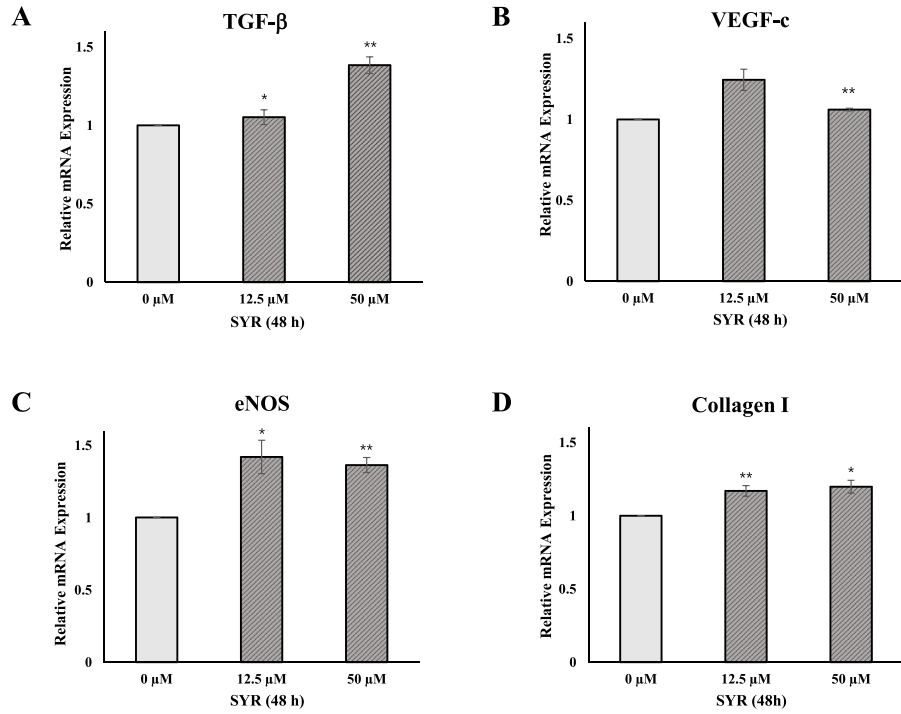 A
TGF-β
Relative mRNA Expression
1.5
1
0.5
0
*
**
0 µM
12.5 µM
50 µM
SYR (48 h)
B
VEGF-c
Relative mRNA Expression
1.5
1
0.5
0
**
0 µM
12.5 µM
50 µM
SYR (48 h)
C
eNOS
Relative mRNA Expression
1.5
1
0.5
0
*
**
0 µM
12.5 µM
50 µM
SYR (48 h)
D
Collagen I
Relative mRNA Expression
1.5
1
0.5
0
**
*
0 µM
12.5 µM
50 µM
SYR (48h)